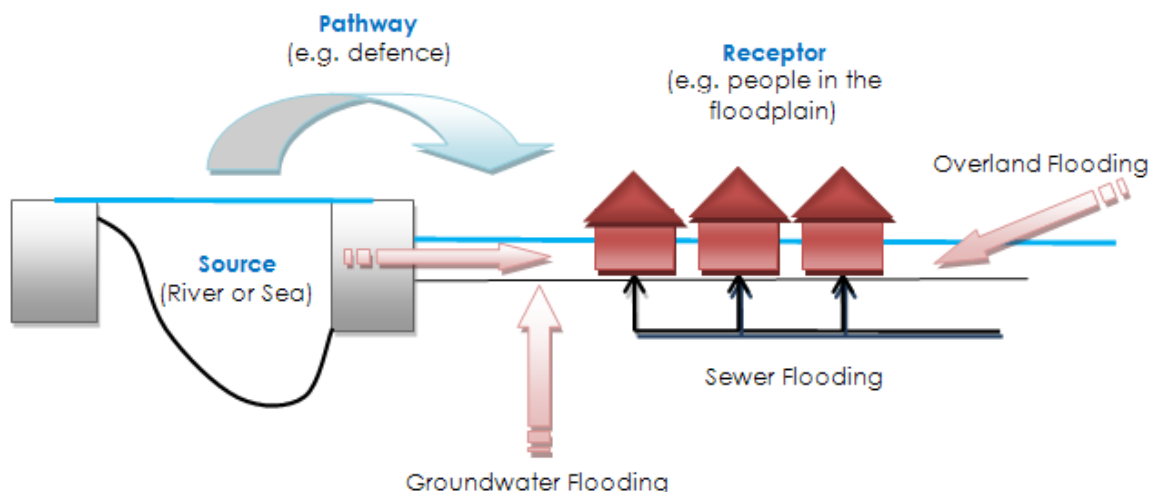 Pathway
(e.g. defence)
Receptor
(e.g. people in the
floodplain)
Overland Flooding
Source
(River or Sea)
Sewer Flooding
Groundwater Flooding